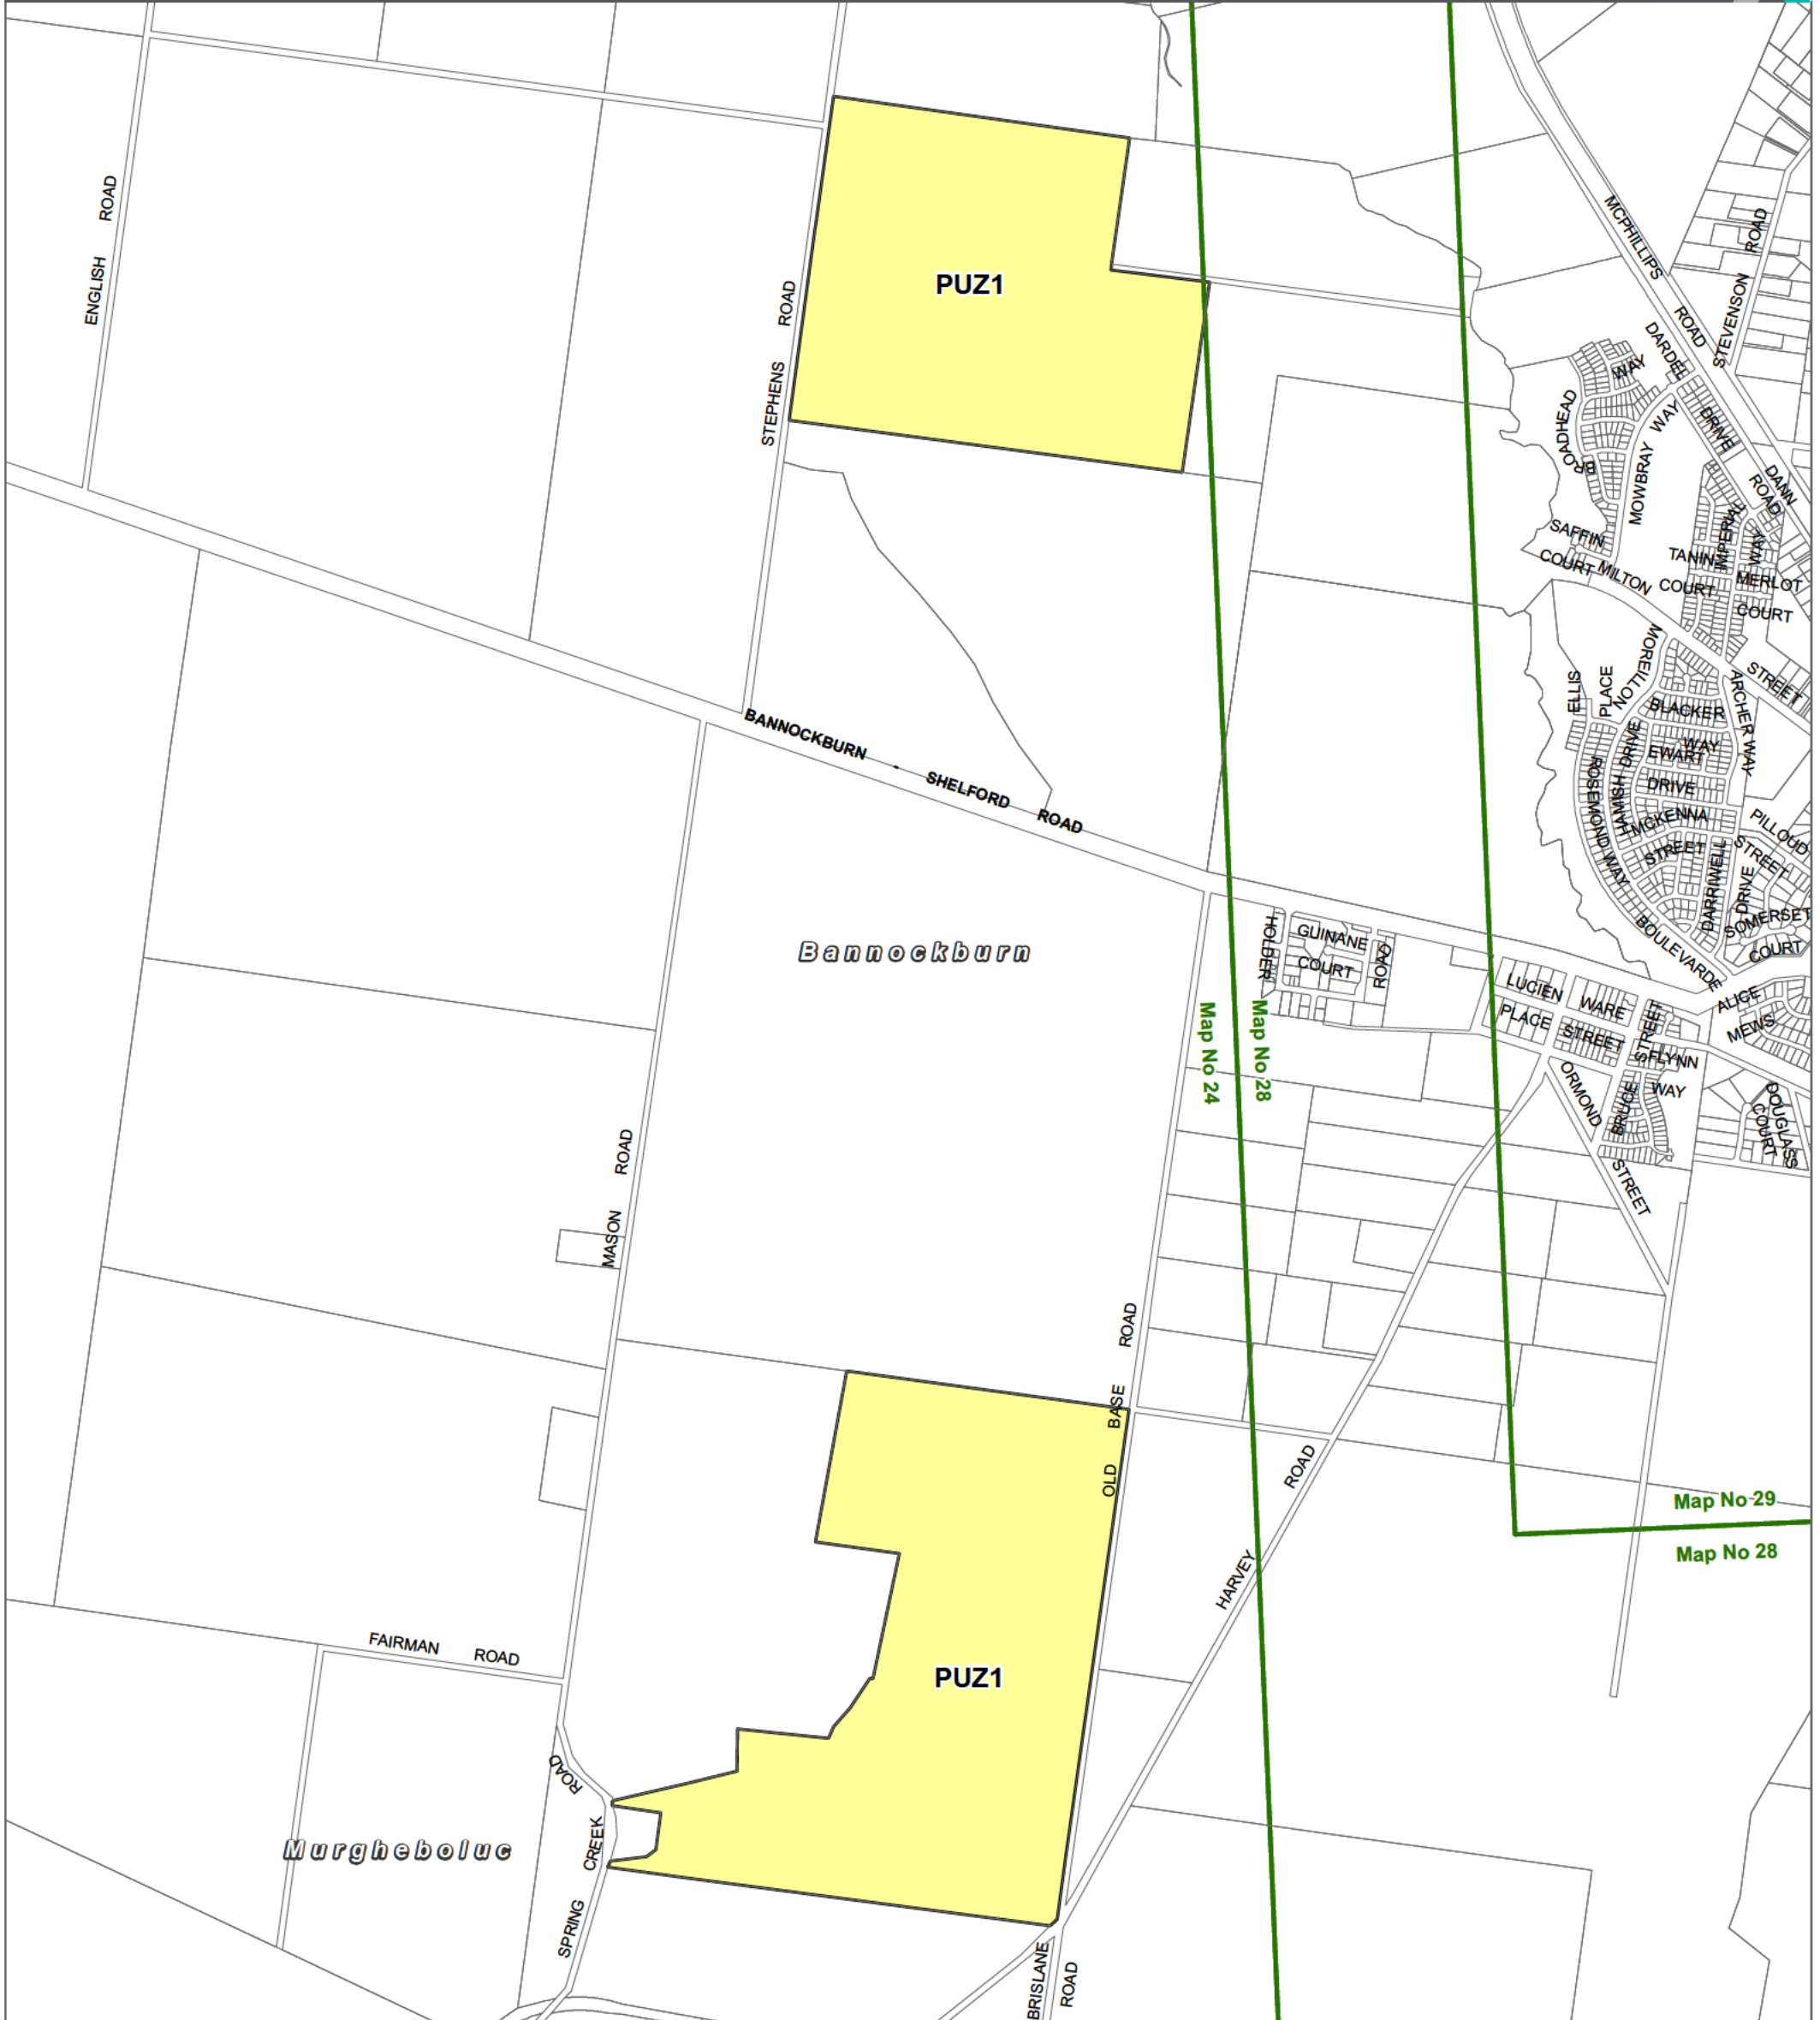 ENGLISH ROAD
STEPHENS ROAD
PUZ1
MCPHILLIPS ROAD
STEVENSON ROAD
DARDEL DRIVE
WAY
BROADHEAD
MOWBRAY WAY
DANN
ROAD
IMPERIAL
WAY
SAFFIN
COURT
TANIN
COURT
MERLOT
COURT
MILTON
STREET
MOREILLON
ELLIS
PLACE
BLACKER
WAY
ARCHER WAY
EWART
DRIVE
HAMISH DRIVE
ROSEMOND WAY
MCKENNA
STREET
PILLOUD
STREET
DARRIWELL
DRIVE
SOMERSET
COURT
BOULEVARDE
BANNOCKBURN - SHELFORD ROAD
Bannockburn
HOLDER
GUINANE
COURT
ROAD
LUCIEN
PLACE
WARE
STREET
ALICE
MEWS
FLYNN
WAY
BRUCE STREET
ORMOND
STREET
DOUGLASS
COURT
Map No 24
Map No 28
MASON ROAD
OLD BASE ROAD
HARVEY ROAD
Map No 29
Map No 28
FAIRMAN ROAD
PUZ1
Murgheboluc
SPRING CREEK ROAD
BRISLANE
ROAD